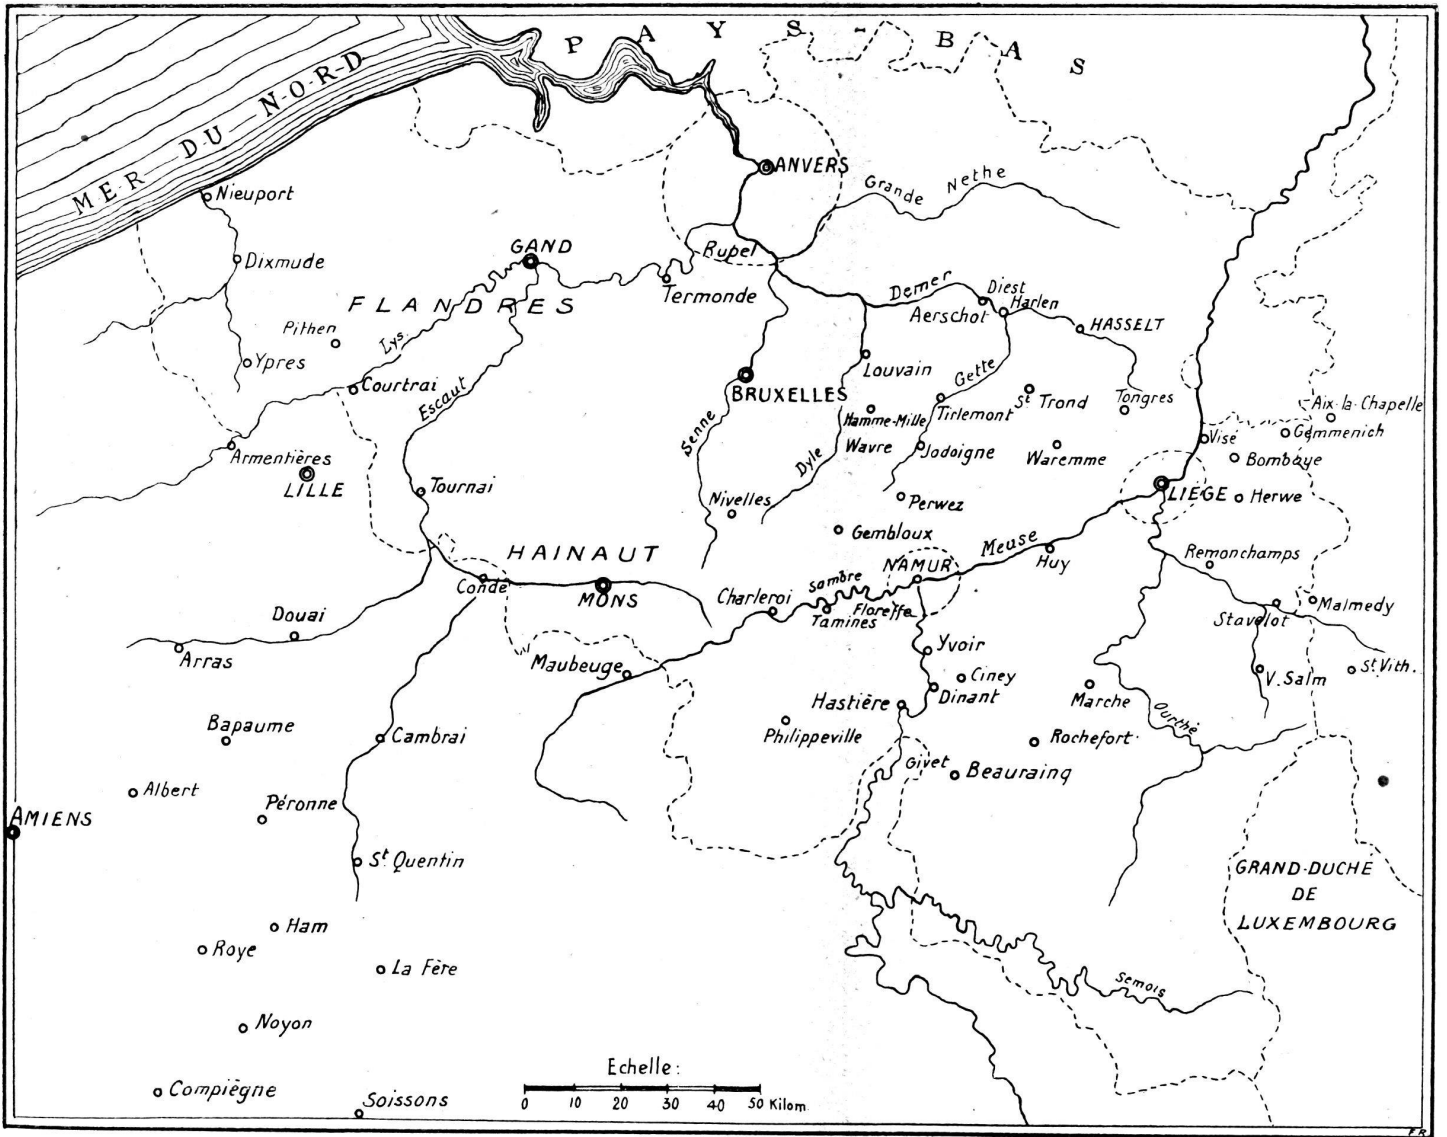 PAYS-BAS
MER DU NORD
Nieuport
ANVERS
Grande Nethe
Dixmude
GAND
Rupel
Termonde
FLANDRES
Demer
Diest
Harlen
Aerschot
HASSELT
Pithen
Lys.
Ypres
Courtrai
Escaut
Louvain
Gette
BRUXELLES
Senne
Hamme-Mille
Tirlemont
St Trond
Tongres
Aix-la-Chapelle
Gemmenich
Visé
Armentières
LILLE
Dyle
Wavre
Jodoigne
Waremme
Bombaye
Tournai
Nivelles
Perwez
LIEGE
Herwe
Gembloux
Meuse
Huy
HAINAUT
NAMUR
Remonchamps
Condé
MONS
Charleroi
Sambre
Tamines
Floreffe
Stavelot
Malmedy
Douai
Arras
Yvoir
Maubeuge
Ciney
Dinant
Hastière
Marche
V. Salm
St Vith.
Ourthe
Bapaume
Cambrai
Philippeville
Rochefort
Givet
Beauraing
Albert
Péronne
AMIENS
St Quentin
GRAND-DUCHE
DE
LUXEMBOURG
Ham
Roye
La Fère
Semois
Noyon
Compiègne
Soissons
Echelle:
0 10 20 30 40 50 Kilom
F.R.